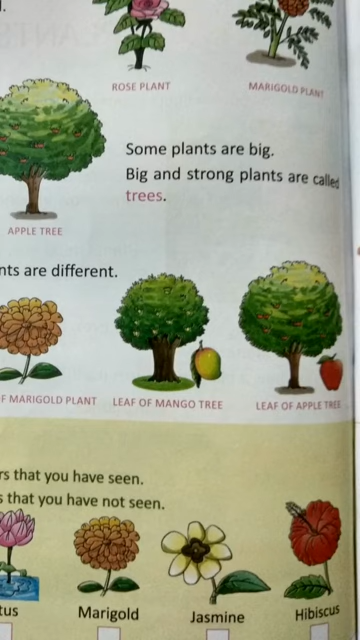 ROSE PLANT
MARIGOLD PLANT
Some plants are big.
Big and strong plants are called
trees.
APPLE TREE
nts are different.
F MARIGOLD PLANT
LEAF OF MANGO TREE
LEAF OF APPLE TREE
rs that you have seen.
s that you have not seen.
tus
Marigold
Jasmine
Hibiscus